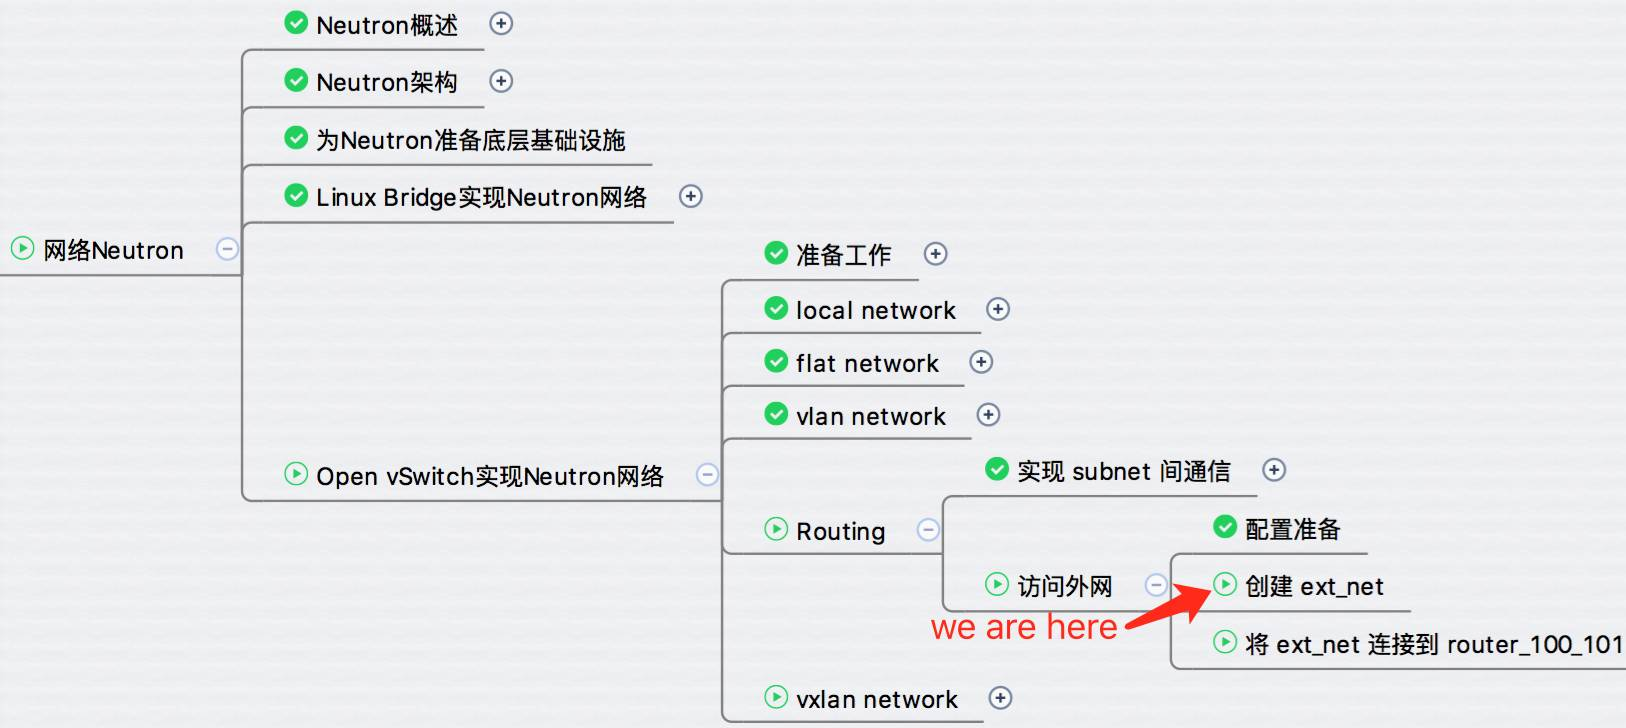 Neutron概述
Neutron架构
为Neutron准备底层基础设施
Linux Bridge实现Neutron网络
网络Neutron
准备工作
local network
flat network
vlan network
Open vSwitch实现Neutron网络
实现 subnet 间通信
Routing
配置准备
访问外网
创建 ext_net
we are here
将 ext_net 连接到 router_100_101
vxlan network